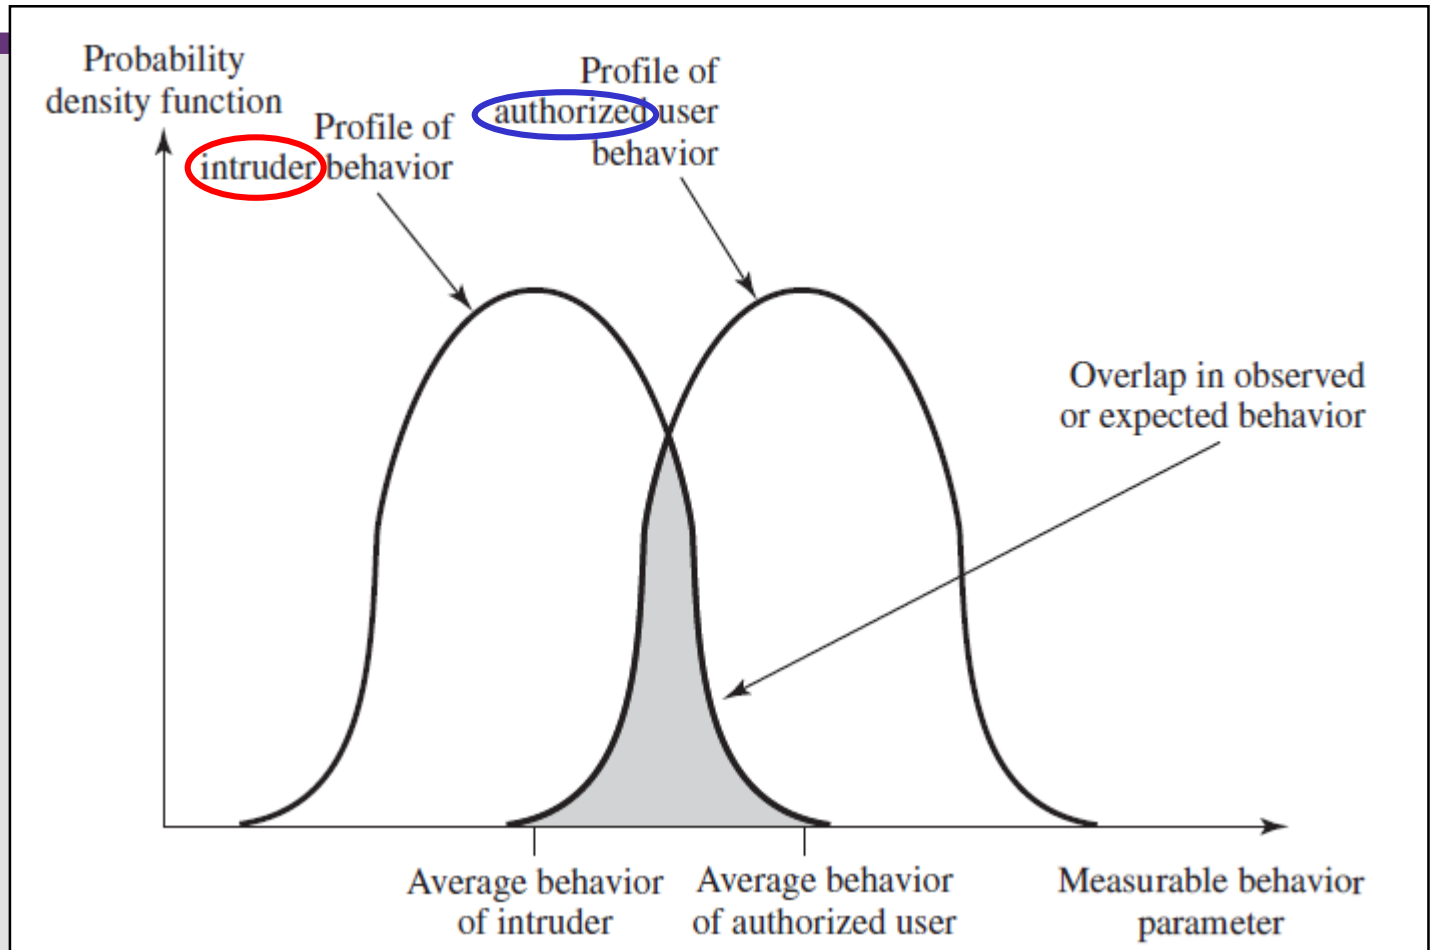 Probability
density function
Profile of
intruder behavior
Profile of
authorized user
behavior
Overlap in observed
or expected behavior
Average behavior
of intruder
Average behavior
of authorized user
Measurable behavior
parameter